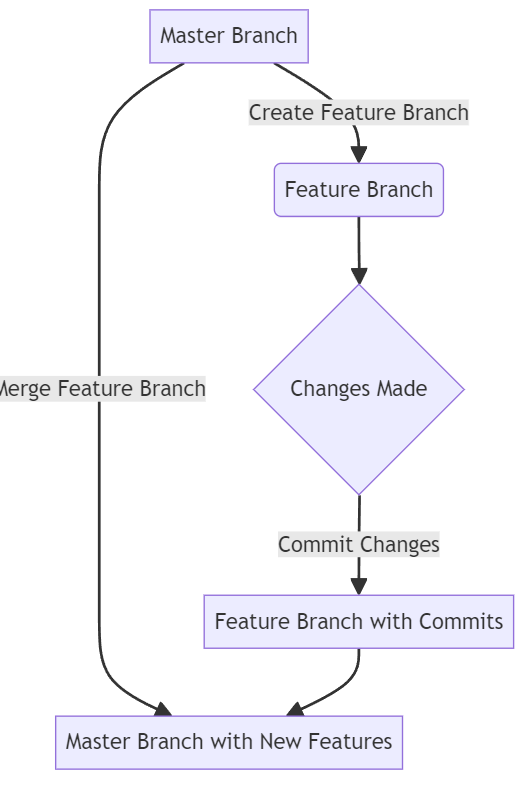 Master Branch
Create Feature Branch
Feature Branch
Merge Feature Branch
Changes Made
Commit Changes
Feature Branch with Commits
Master Branch with New Features